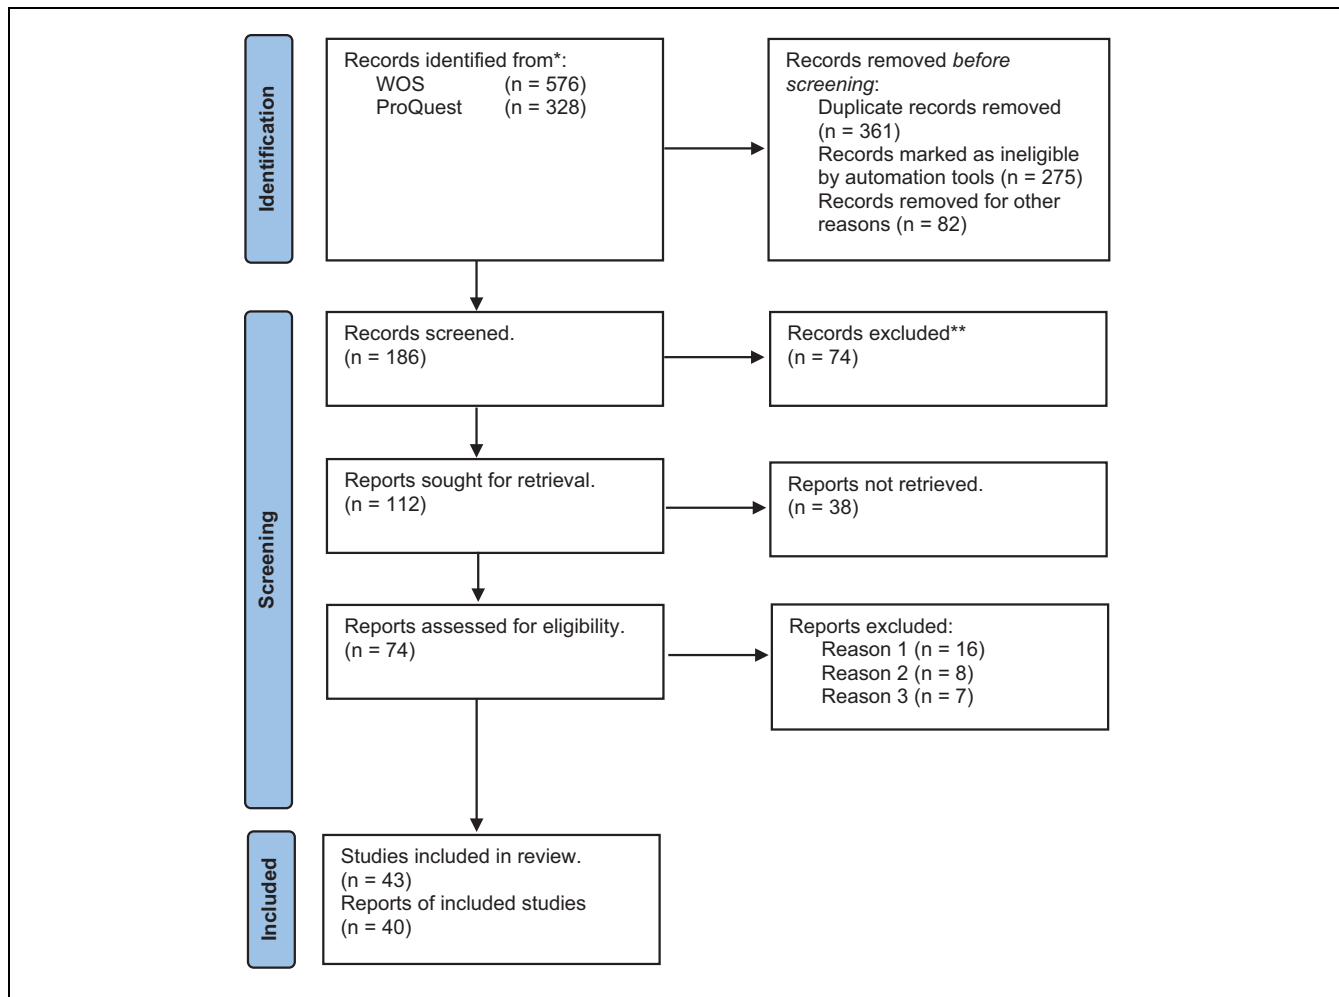 Identification
Records identified from*:
WOS (n = 576)
ProQuest (n = 328)
Records removed before
screening:
Duplicate records removed
(n = 361)
Records marked as ineligible
by automation tools (n = 275)
Records removed for other
reasons (n = 82)
Screening
Records screened.
(n = 186)
Records excluded**
(n = 74)
Reports sought for retrieval.
(n = 112)
Reports not retrieved.
(n = 38)
Reports assessed for eligibility.
(n = 74)
Reports excluded:
Reason 1 (n = 16)
Reason 2 (n = 8)
Reason 3 (n = 7)
Included
Studies included in review.
(n = 43)
Reports of included studies
(n = 40)